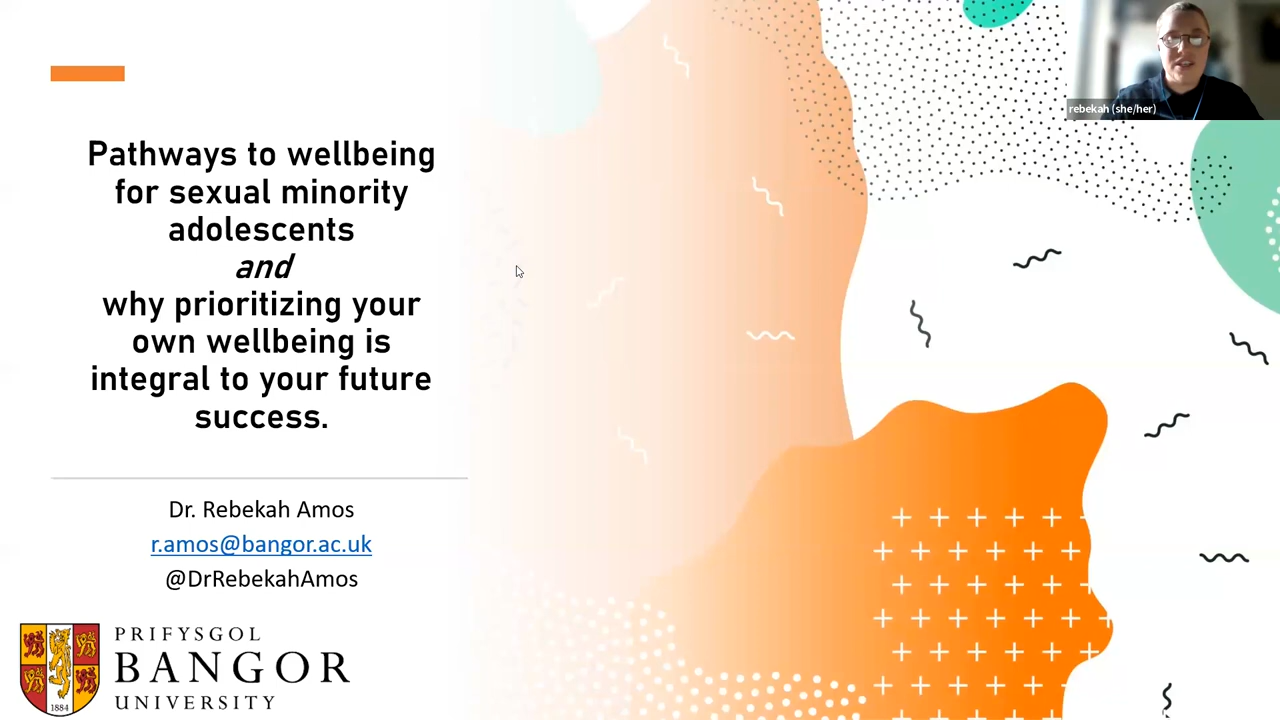 Pathways to wellbeing
for sexual minority
adolescents
and
why prioritizing your
own wellbeing is
integral to your future
success.
Dr. Rebekah Amos
r.amos@bangor.ac.uk
@DrRebekahAmos
PRIFYSGOL
BANGOR
UNIVERSITY
1884
rebekah (she/her)